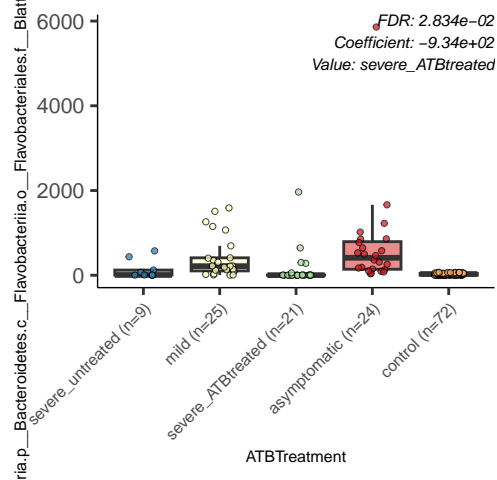 6000
4000
2000
0
FDR: 2.834e−02
Coefficient: −9.34e+02
Value: severe_ATBtreated
ria.p__Bacteroidetes.c__Flavobacteriia.o__Flavobacteriales.f__Blatt
severe_untreated (n=9)
mild (n=25)
severe_ATBtreated (n=21)
asymptomatic (n=24)
control (n=72)
ATBTreatment